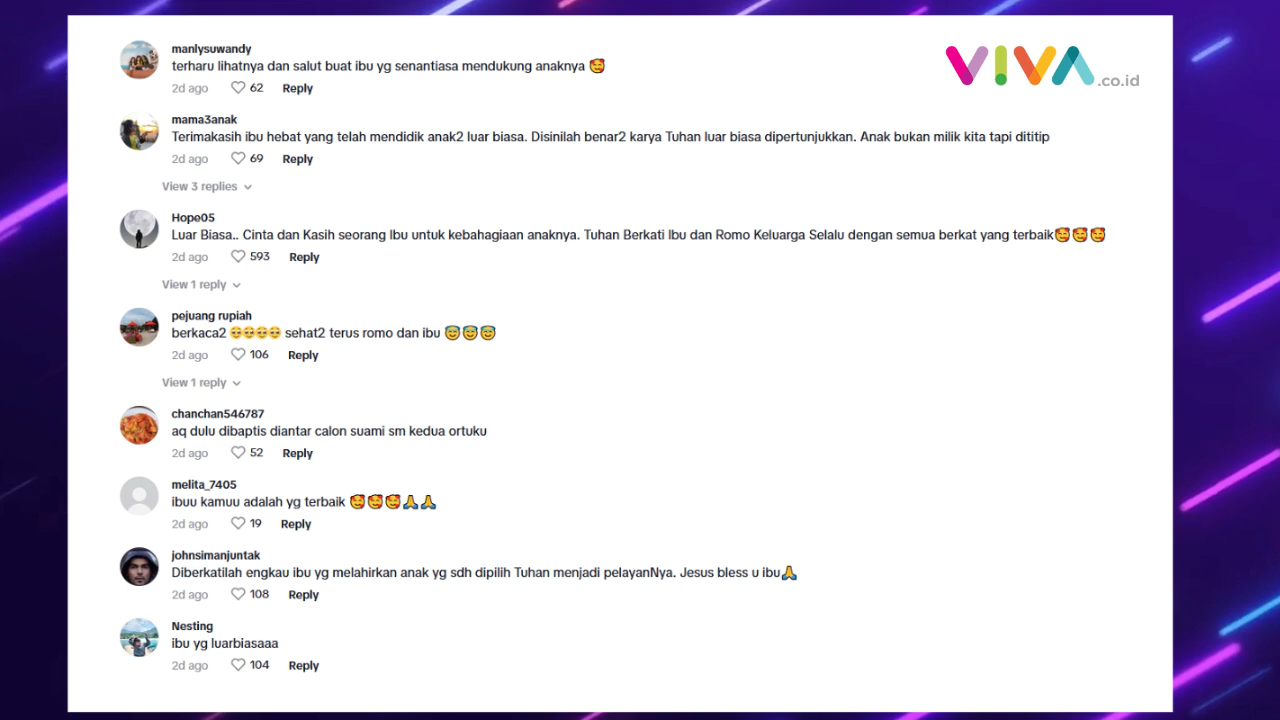 VIVA.co.id
manlysuwandy
terharu lihatnya dan salut buat ibu yg senantiasa mendukung anaknya 🥰
2d ago 62 Reply
mama3anak
Terimakasih ibu hebat yang telah mendidik anak2 luar biasa. Disinilah benar2 karya Tuhan luar biasa dipertunjukkan. Anak bukan milik kita tapi dititip
2d ago 69 Reply
View 3 replies
Hope05
Luar Biasa.. Cinta dan Kasih seorang Ibu untuk kebahagiaan anaknya. Tuhan Berkati Ibu dan Romo Keluarga Selalu dengan semua berkat yang terbaik🥰🥰🥰
2d ago 593 Reply
View 1 reply
pejuang rupiah
berkaca2 🥹🥹🥹🥹 sehat2 terus romo dan ibu 😇😇😇
2d ago 106 Reply
View 1 reply
chanchan546787
aq dulu dibaptis diantar calon suami sm kedua ortuku
2d ago 52 Reply
melita_7405
ibuu kamuu adalah yg terbaik 🥰🥰🥰🙏🙏
2d ago 19 Reply
johnsimanjuntak
Diberkatilah engkau ibu yg melahirkan anak yg sdh dipilih Tuhan menjadi pelayanNya. Jesus bless u ibu🙏
2d ago 108 Reply
Nesting
ibu yg luarbiasaaa
2d ago 104 Reply